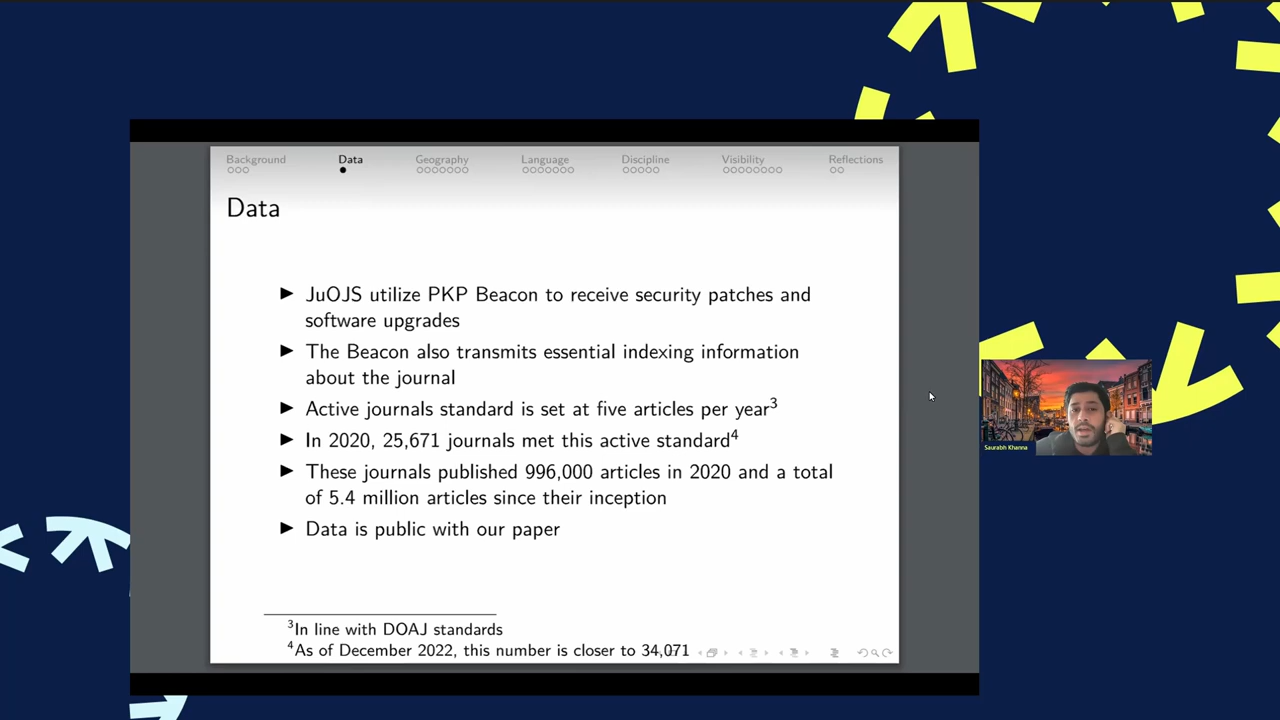 Background Data Geography Language Discipline Visibility Reflections
Data
JuOJS utilize PKP Beacon to receive security patches and
software upgrades
The Beacon also transmits essential indexing information
about the journal
Active journals standard is set at five articles per year3
In 2020, 25,671 journals met this active standard4
These journals published 996,000 articles in 2020 and a total
of 5.4 million articles since their inception
Data is public with our paper
3In line with DOAJ standards
4As of December 2022, this number is closer to 34,071
Saurabh Khanna